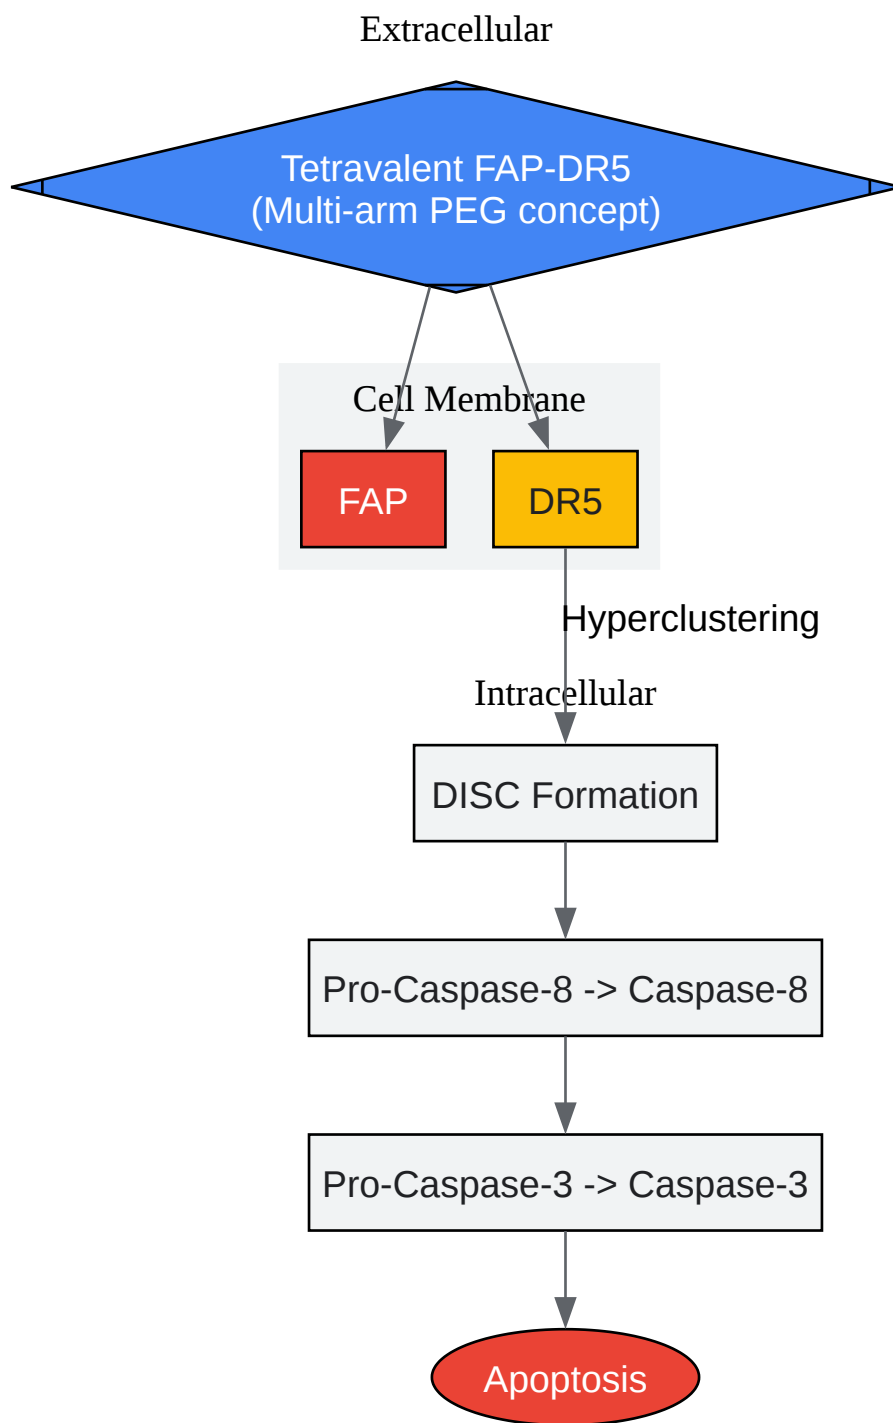 Extracellular
Tetravalent FAP-DR5
(Multi-arm PEG concept)
Cell Membrane
FAP
DR5
Hyperclustering
Intracellular
DISC Formation
Pro-Caspase-8 -> Caspase-8
Pro-Caspase-3 -> Caspase-3
Apoptosis